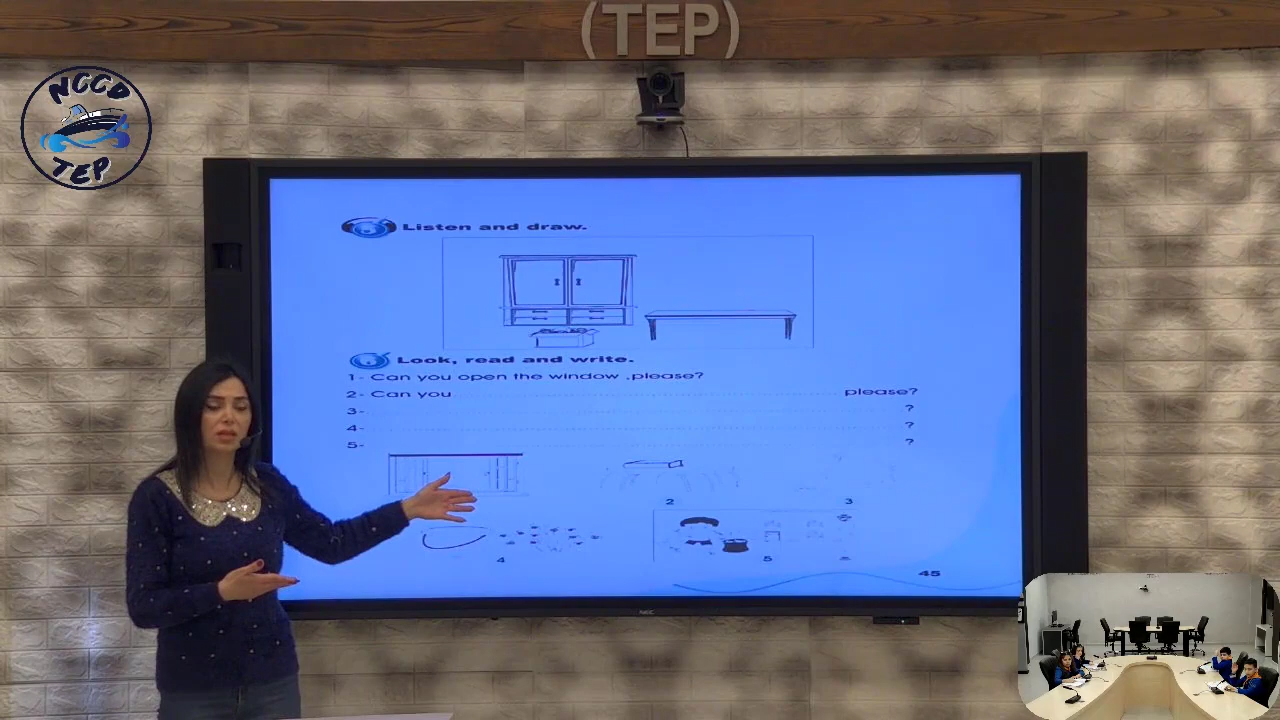 (TEP)
NCCD
TEP
Listen and draw.
Look, read and write.
1- Can you open the window ,please?
2- Can you please?
3- ?
4- ?
5- ?
2
3
4
5
45
NEC